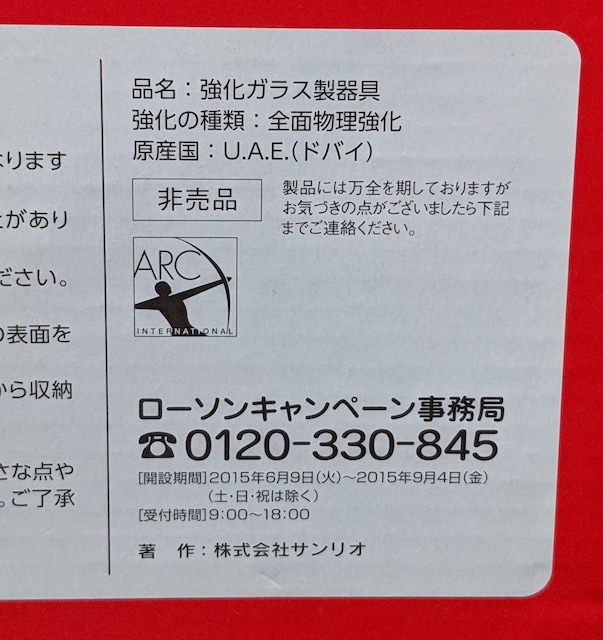 なります
とがあり
ださい。
の表面を
から収納
さな点や
。ご了承
品名：強化ガラス製器具
強化の種類：全面物理強化
原産国：U.A.E.（ドバイ）
非売品
製品には万全を期しておりますが
お気づきの点がございましたら下記
までご連絡ください。
ARC
INTERNATIONAL
ローソンキャンペーン事務局
☎0120-330-845
［開設期間］2015年6月9日（火）〜2015年9月4日（金）
（土・日・祝は除く）
［受付時間］9:00〜18:00
著　作：株式会社サンリオ